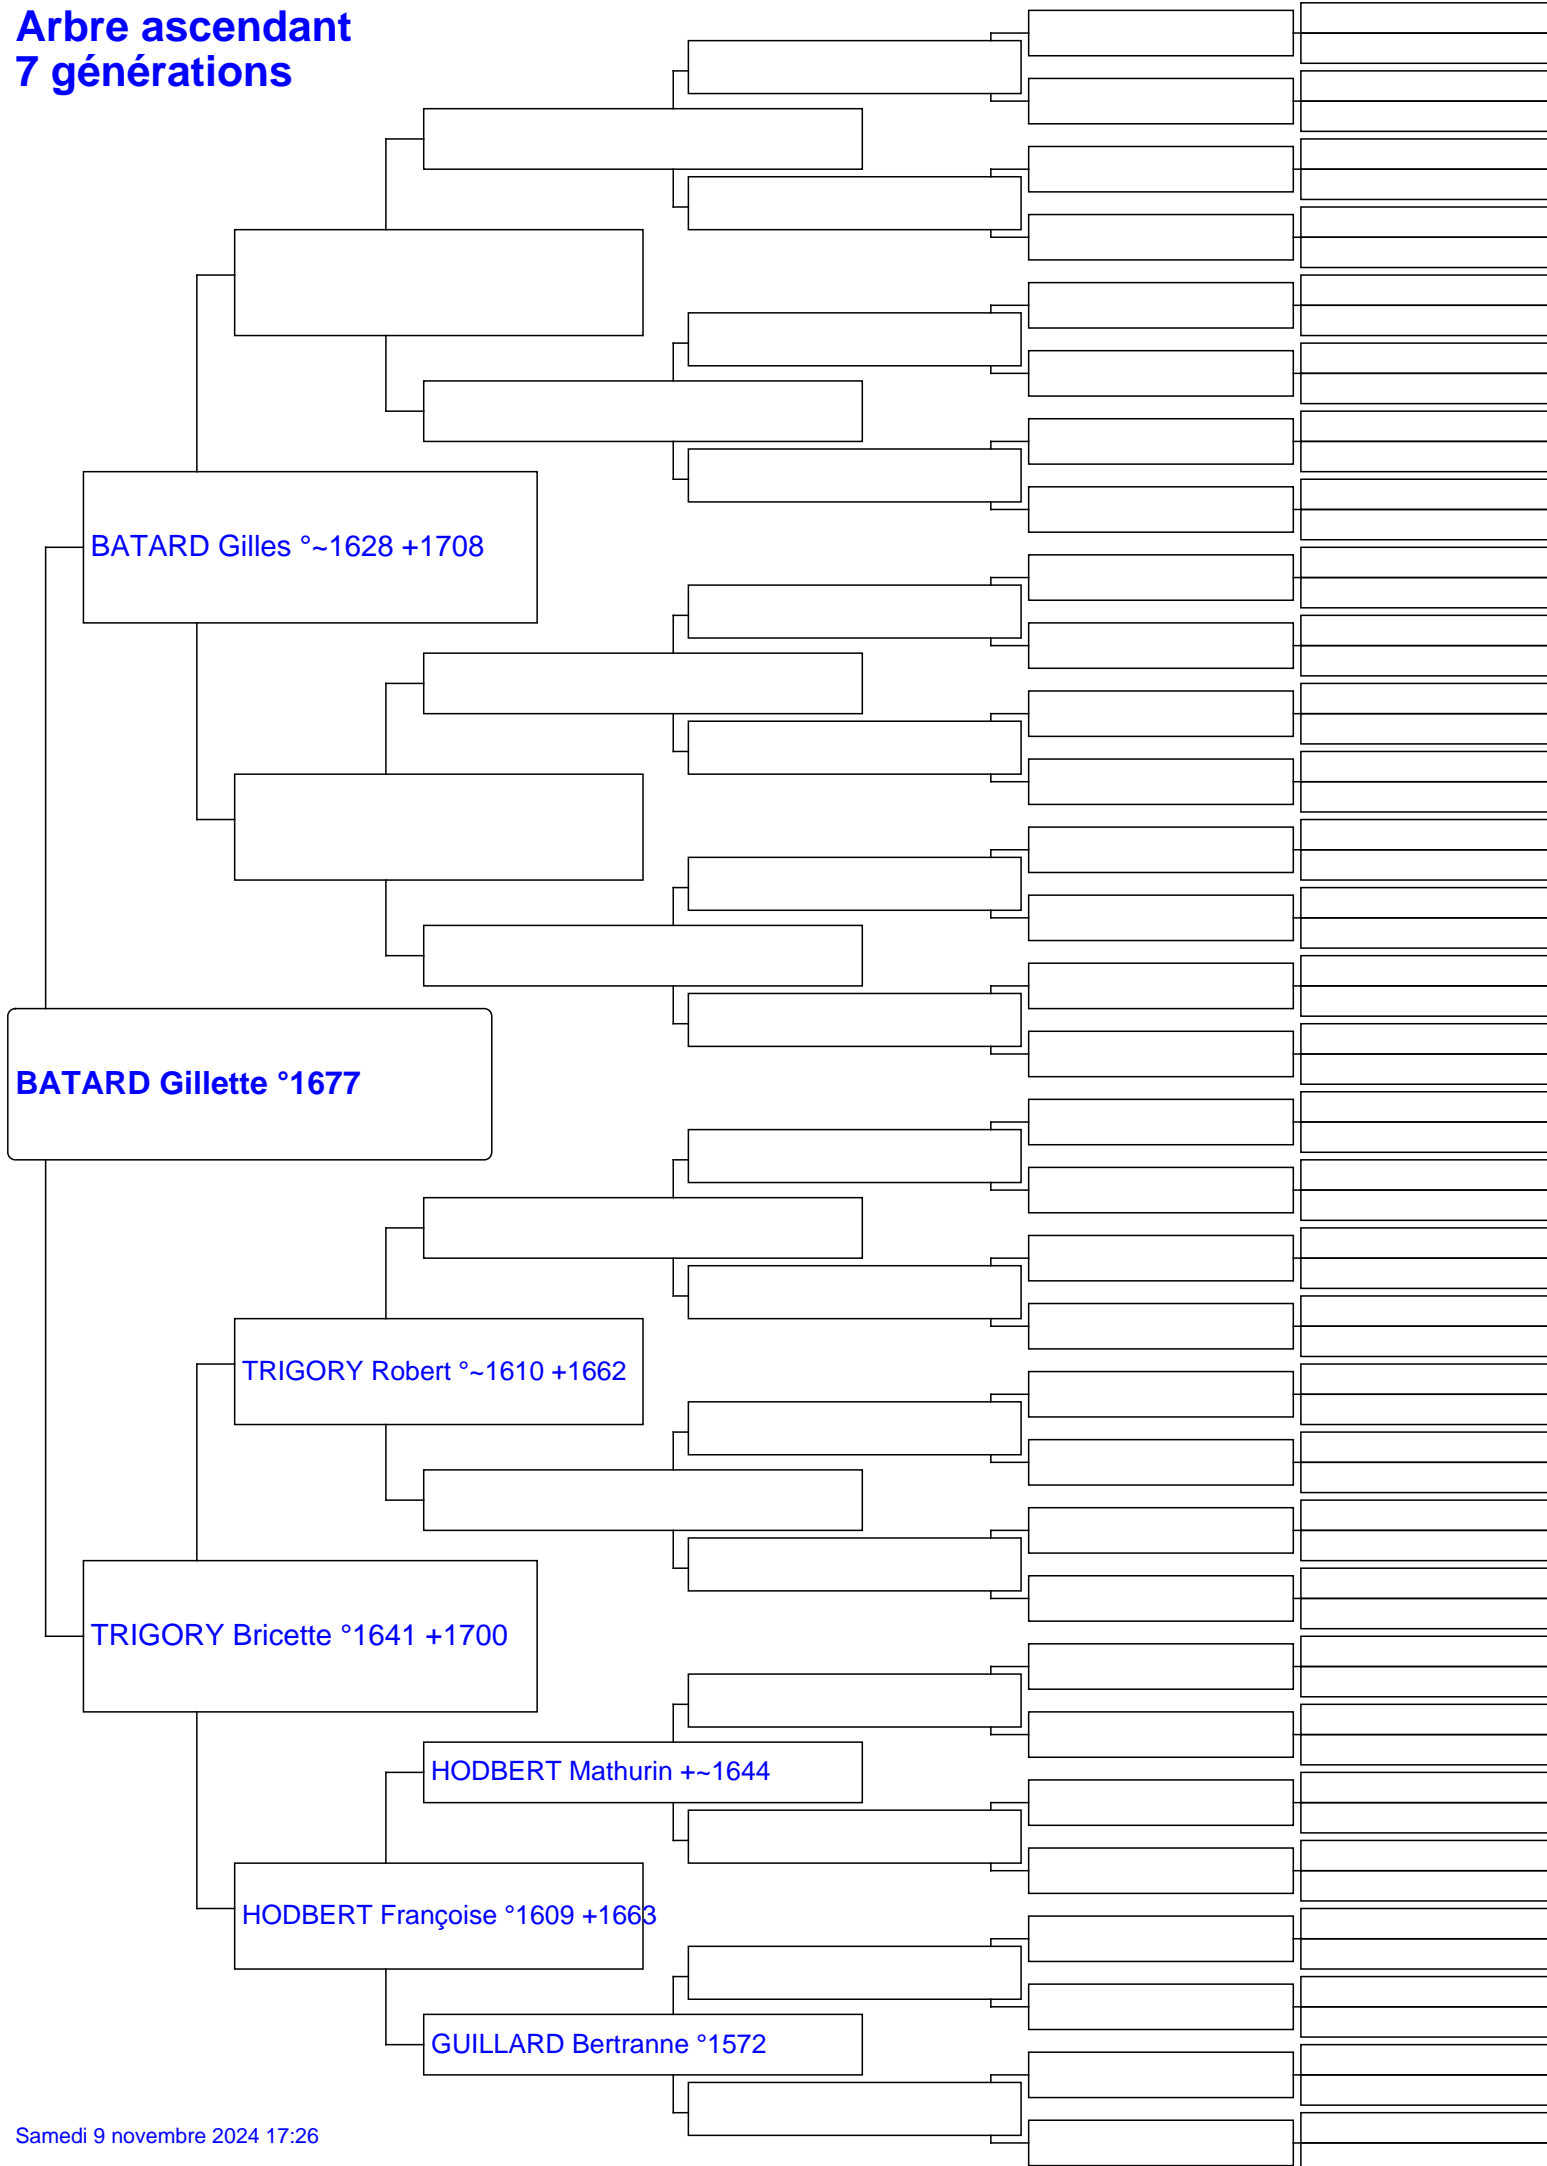 Arbre ascendant
7 générations
BATARD Gilles °~1628 +1708
BATARD Gillette °1677
TRIGORY Robert °~1610 +1662
TRIGORY Bricette °1641 +1700
HODBERT Mathurin +~1644
HODBERT Françoise °1609 +1663
GUILLARD Bertranne °1572
Samedi 9 novembre 2024 17:26